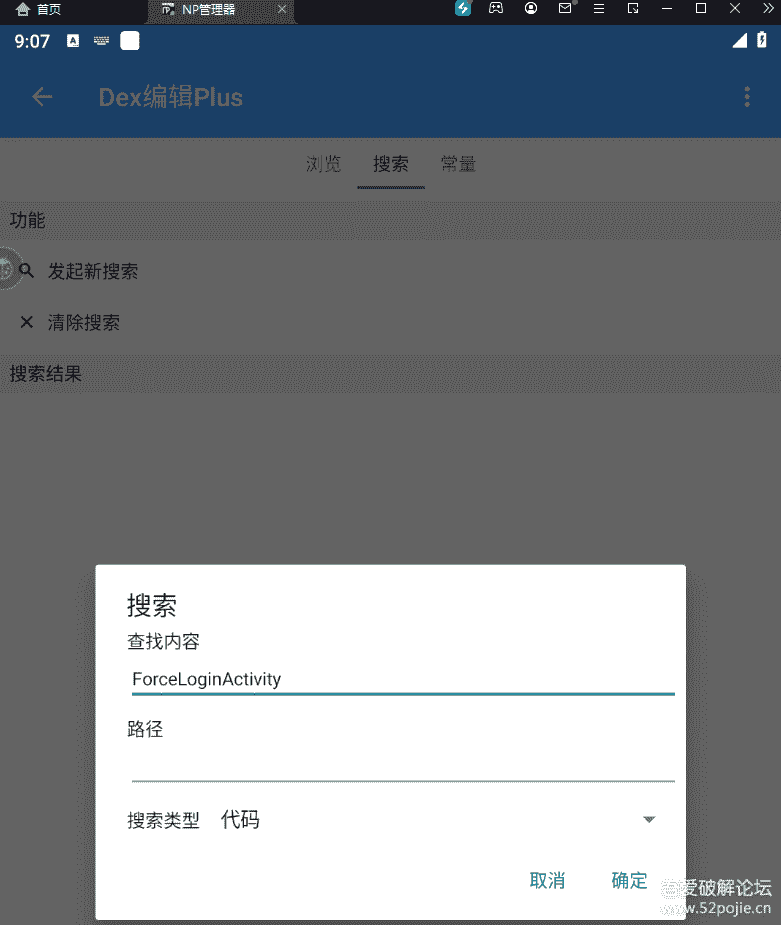 首页
NP管理器
9:07
Dex编辑Plus
浏览
搜索
常量
功能
发起新搜索
清除搜索
搜索结果
搜索
查找内容
ForceLoginActivity
路径
搜索类型 代码
取消
确定
爱破解论坛
www.52pojie.cn